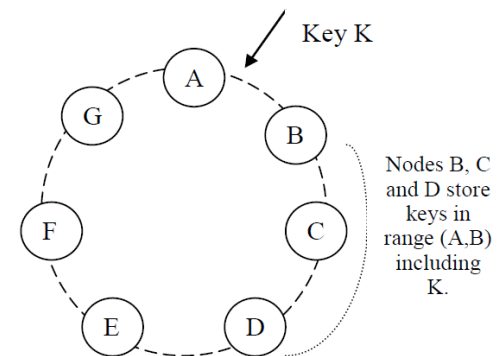 Key K
A
B
C
D
E
F
G
Nodes B, C
and D store
keys in
range (A,B)
including
K.